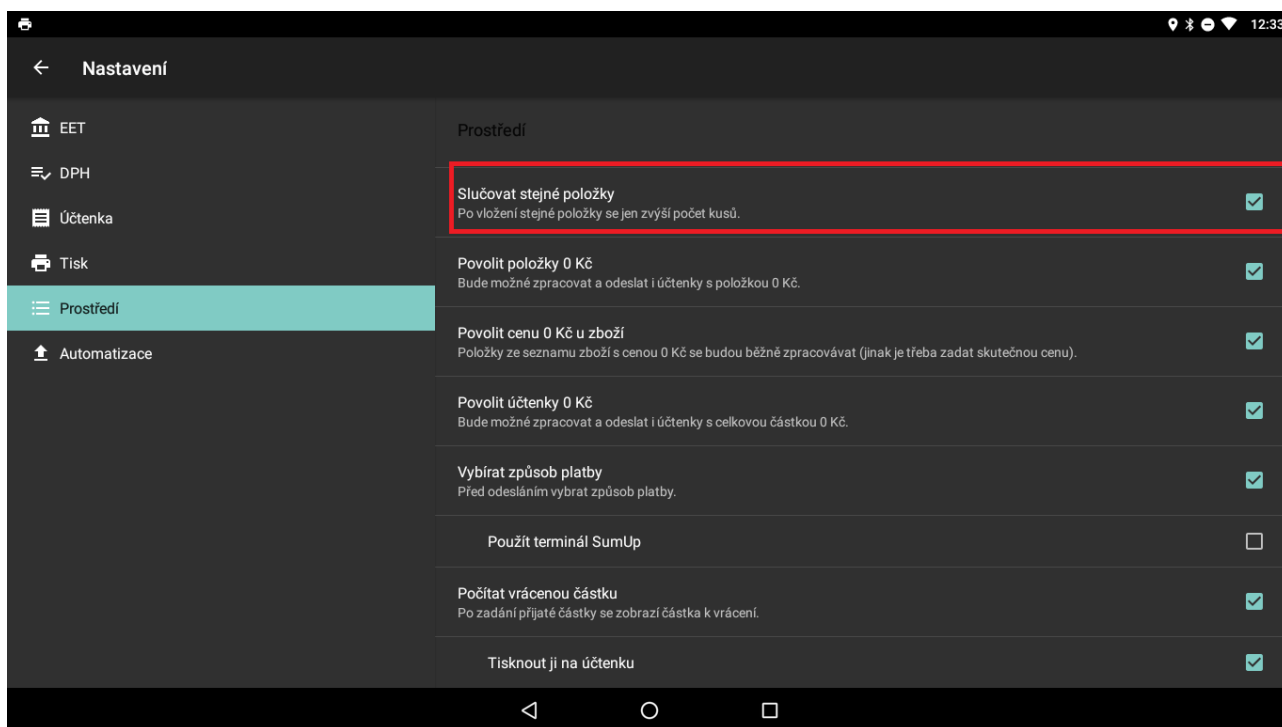 12:33
Nastavení
EET
DPH
Účtenka
Tisk
Prostředí
Automatizace
Prostředí
Slučovat stejné položky
Po vložení stejné položky se jen zvýší počet kusů.
Povolit položky 0 Kč
Bude možné zpracovat a odeslat i účtenky s položkou 0 Kč.
Povolit cenu 0 Kč u zboží
Položky ze seznamu zboží s cenou 0 Kč se budou běžně zpracovávat (jinak je třeba zadat skutečnou cenu).
Povolit účtenky 0 Kč
Bude možné zpracovat a odeslat i účtenky s celkovou částkou 0 Kč.
Vybírat způsob platby
Před odesláním vybrat způsob platby.
Použít terminál SumUp
Počítat vrácenou částku
Po zadání přijaté částky se zobrazí částka k vrácení.
Tisknout ji na účtenku